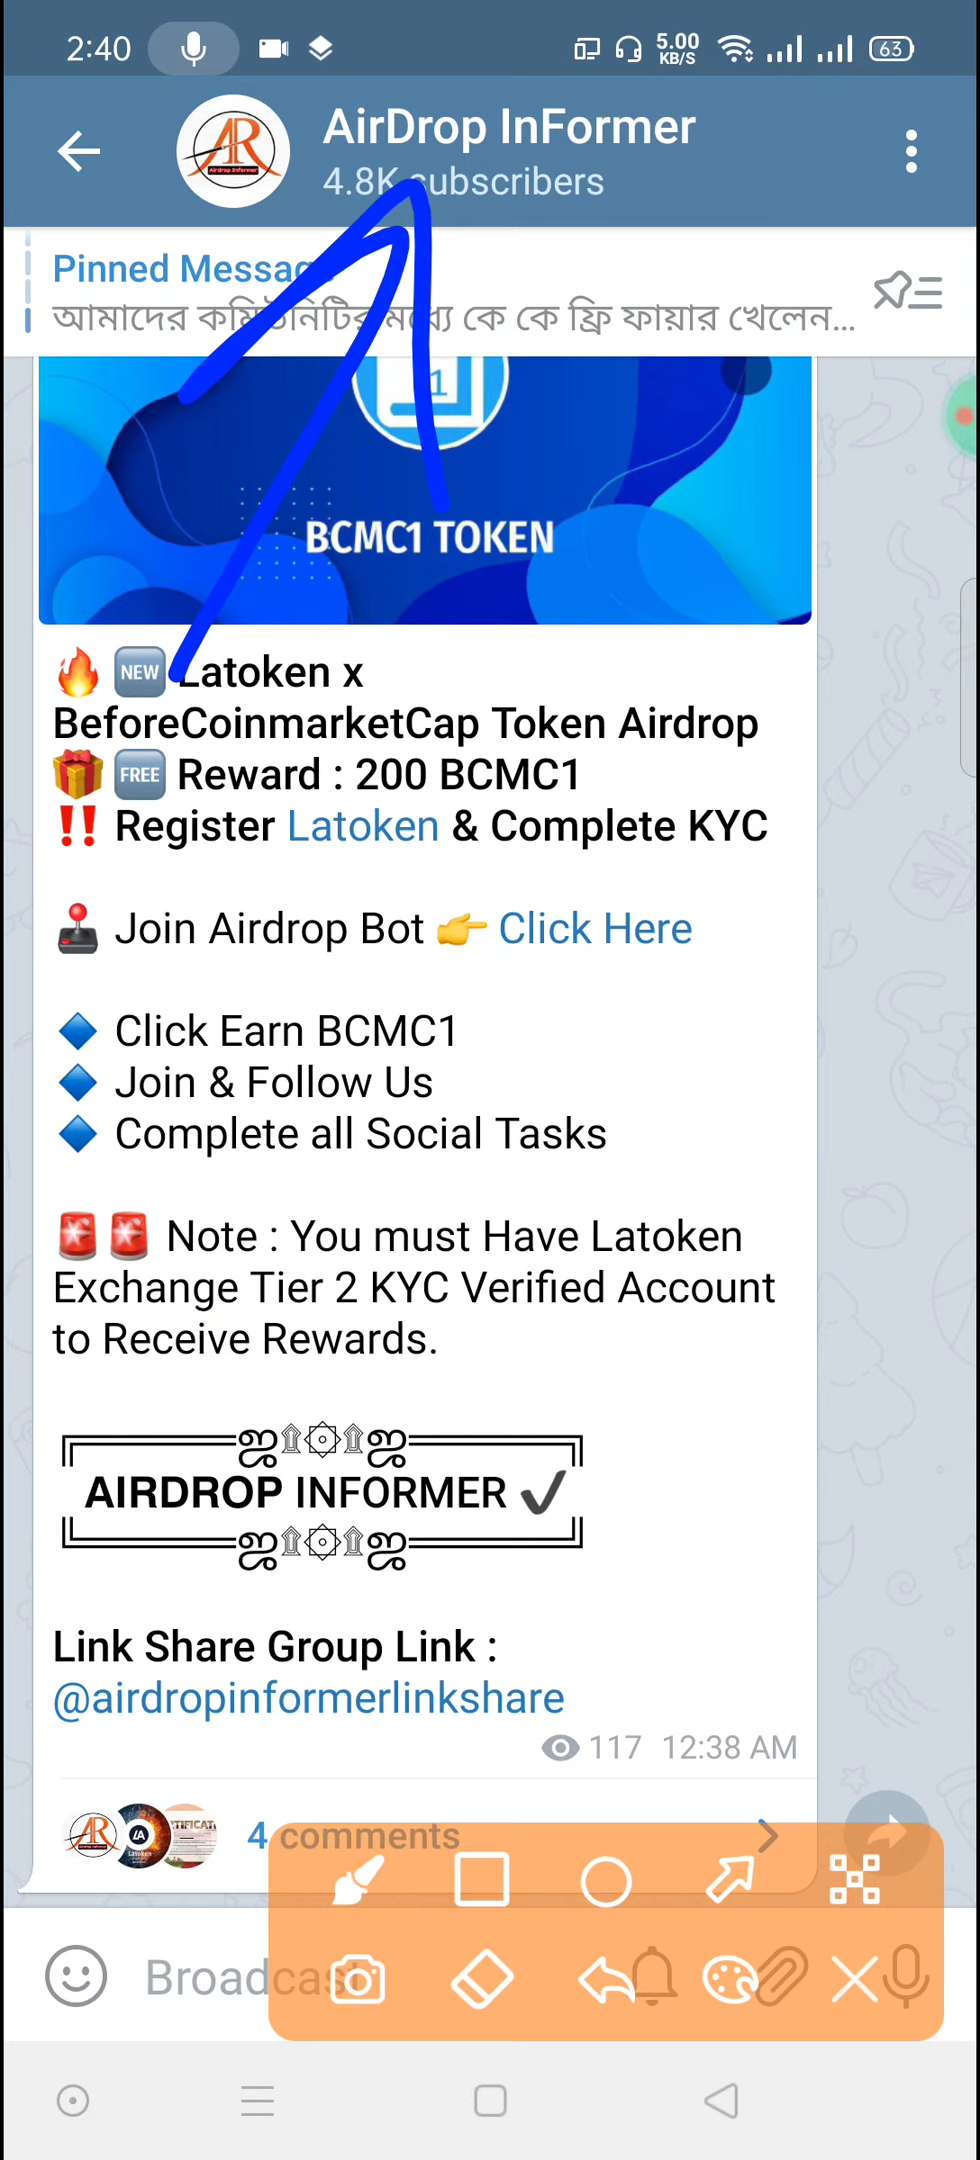 2:40
5.00
KB/S
63
AirDrop InFormer
4.8K subscribers
Pinned Message
আমাদের কমিউনিটির মধ্যে কে কে ফ্রি ফায়ার খেলেন...
1
BCMC1 TOKEN
🔥 🆕 Latoken x
BeforeCoinmarketCap Token Airdrop
🎁 🆓 Reward : 200 BCMC1
‼️ Register Latoken & Complete KYC
🕹 Join Airdrop Bot 👉 Click Here
🔷 Click Earn BCMC1
🔷 Join & Follow Us
🔷 Complete all Social Tasks
🚨🚨 Note : You must Have Latoken
Exchange Tier 2 KYC Verified Account
to Receive Rewards.
╔═════ஜ۩۞۩ஜ═════╗
AIRDROP INFORMER ✔
╚═════ஜ۩۞۩ஜ═════╝
Link Share Group Link :
@airdropinformerlinkshare
117 12:38 AM
4 comments
Broadcast